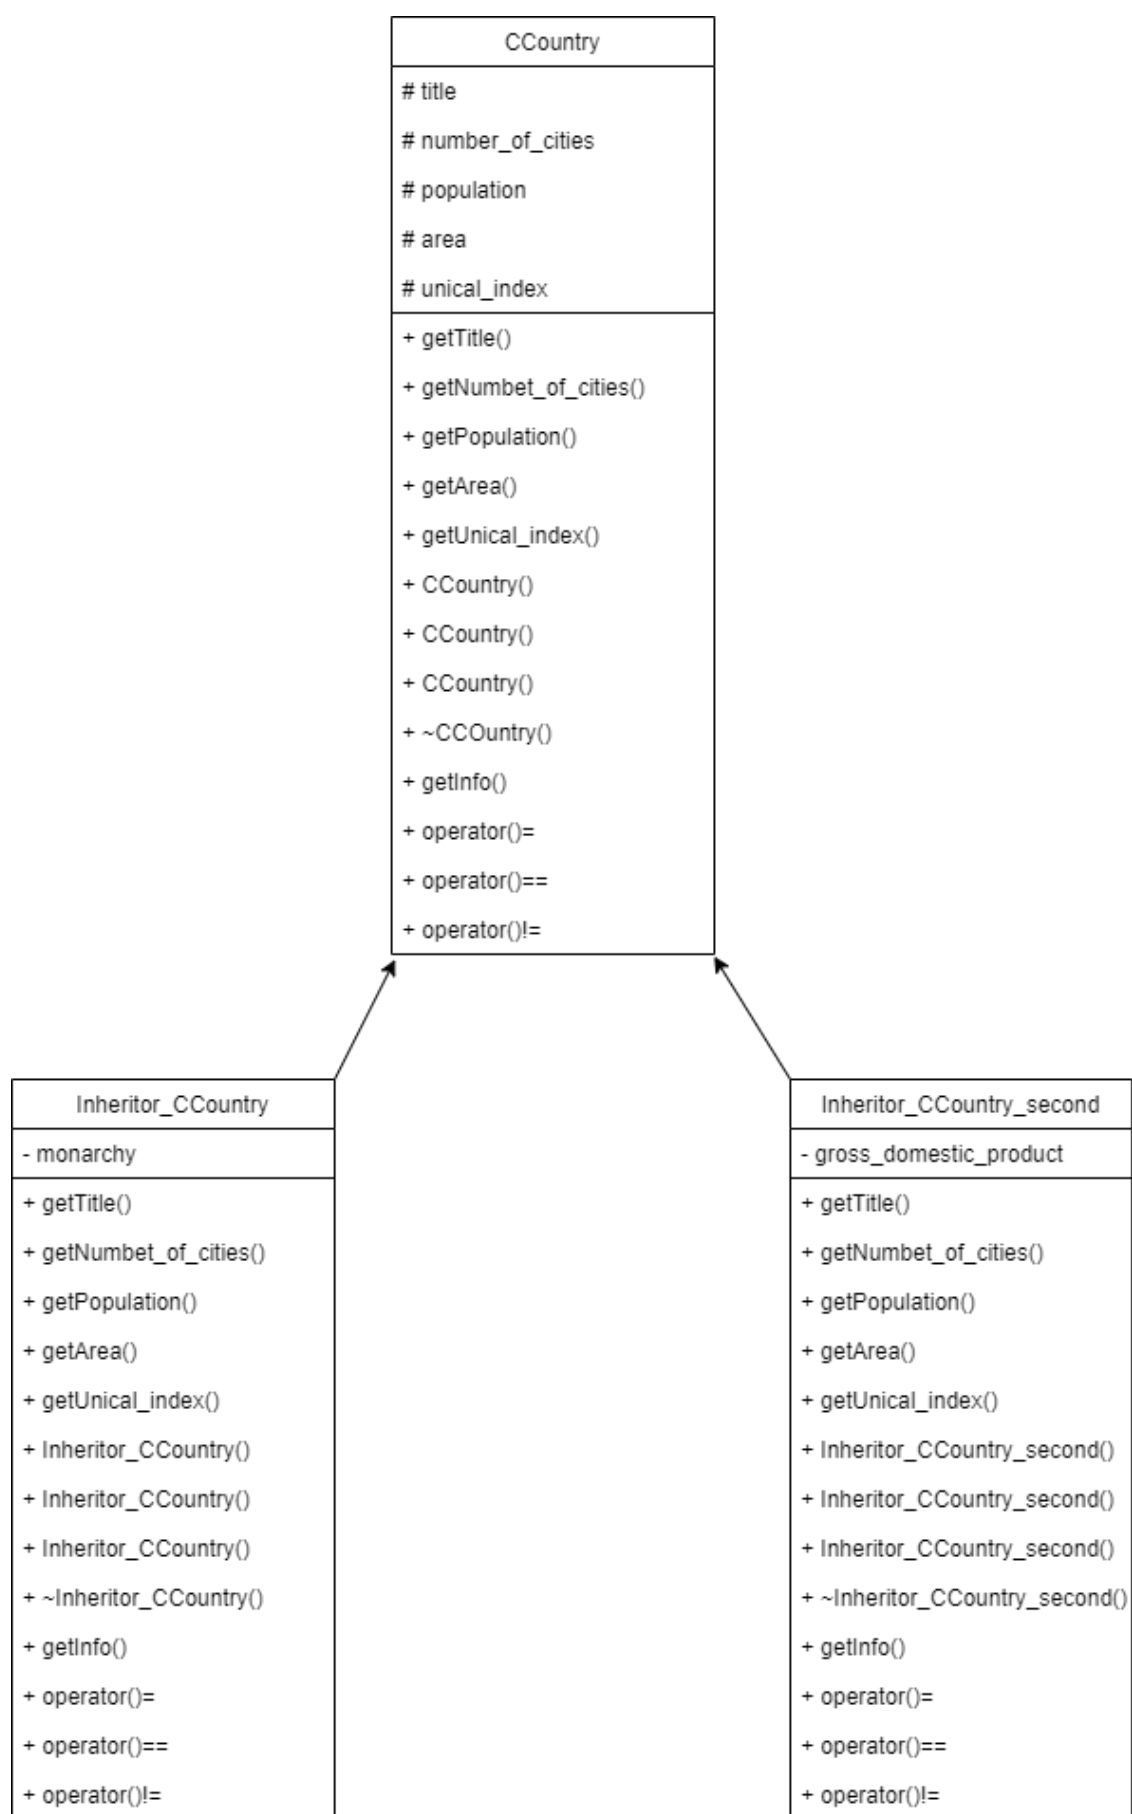 CCountry
# title
# number_of_cities
# population
# area
# unical_index
+ getTitle()
+ getNumbet_of_cities()
+ getPopulation()
+ getArea()
+ getUnical_index()
+ CCountry()
+ CCountry()
+ CCountry()
+ ~CCOuntry()
+ getInfo()
+ operator()=
+ operator()==
+ operator()!=
Inheritor_CCountry
- monarchy
+ getTitle()
+ getNumbet_of_cities()
+ getPopulation()
+ getArea()
+ getUnical_index()
+ Inheritor_CCountry()
+ Inheritor_CCountry()
+ Inheritor_CCountry()
+ ~Inheritor_CCountry()
+ getInfo()
+ operator()=
+ operator()==
+ operator()!=
Inheritor_CCountry_second
- gross_domestic_product
+ getTitle()
+ getNumbet_of_cities()
+ getPopulation()
+ getArea()
+ getUnical_index()
+ Inheritor_CCountry_second()
+ Inheritor_CCountry_second()
+ Inheritor_CCountry_second()
+ ~Inheritor_CCountry_second()
+ getInfo()
+ operator()=
+ operator()==
+ operator()!=